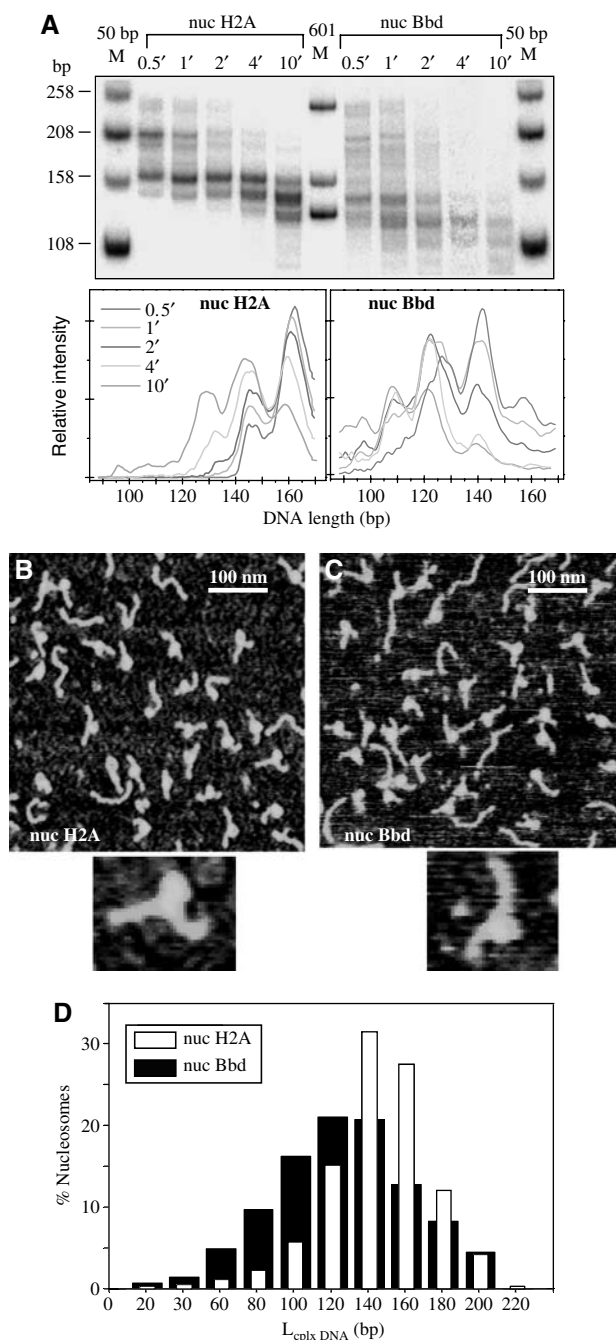 A
50 bp nuc H2A 601 nuc Bbd 50 bp
bp M 0.5′ 1′ 2′ 4′ 10′ M 0.5′ 1′ 2′ 4′ 10′ M
258
208
158
108
nuc H2A nuc Bbd
0.5′
1′
2′
4′
10′
Relative intensity
100 120 140 160 100 120 140 160
DNA length (bp)
B C
100 nm 100 nm
nuc H2A nuc Bbd
D
nuc H2A
nuc Bbd
% Nucleosomes
30
20
10
0
20 30 60 80 100 120 140 160 180 200 220
L cplx DNA (bp)